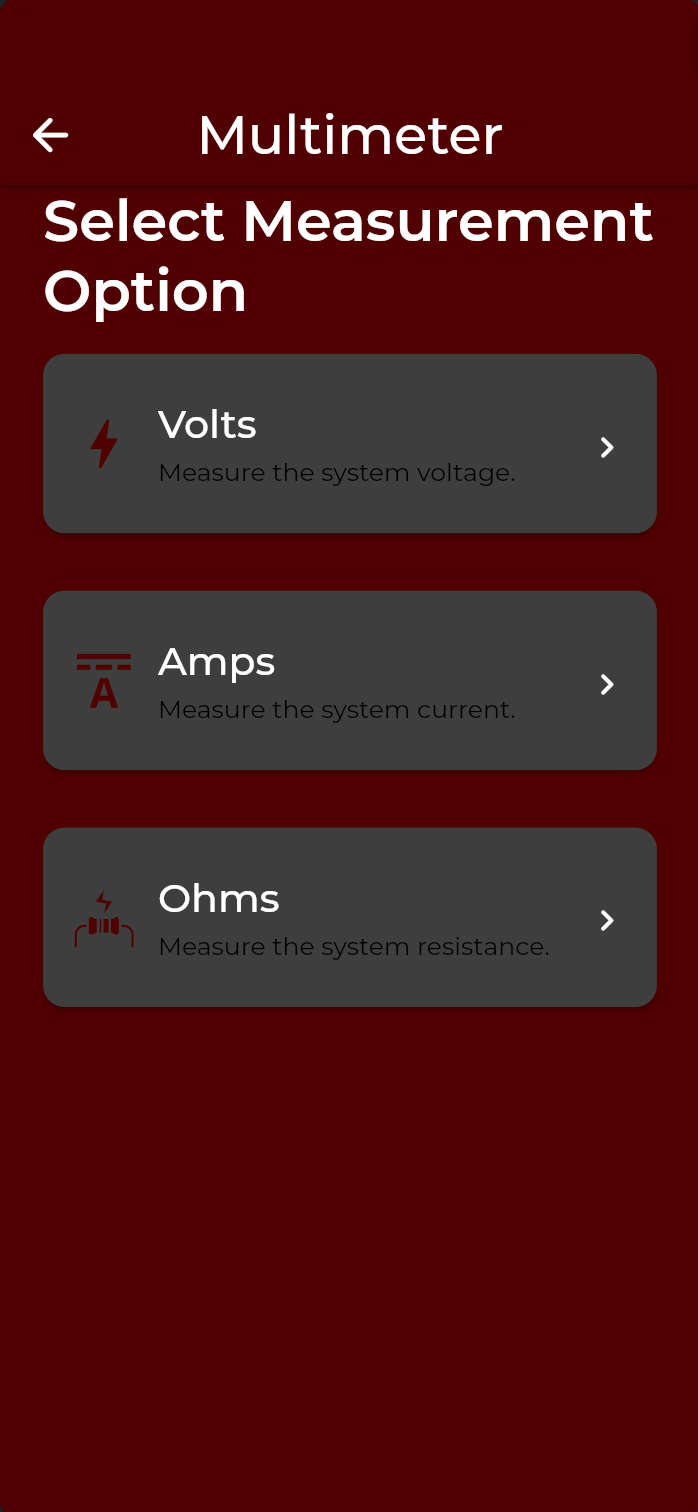 Multimeter
Select Measurement
Option
Volts
Measure the system voltage.
Amps
Measure the system current.
A
Ohms
Measure the system resistance.